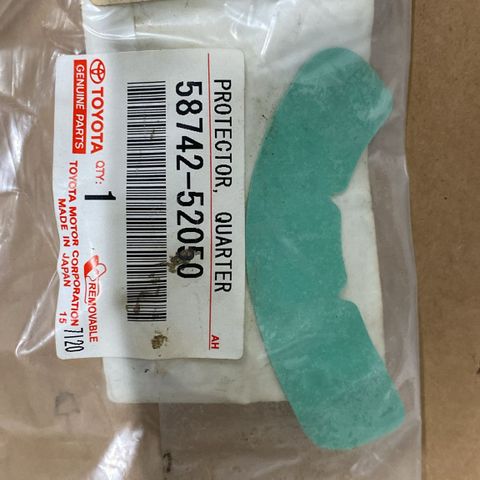 PROTECTOR, QUARTER
58742-52050
AH
TOYOTA
GENUINE PARTS
QTY:
1
REMOVABLE
TOYOTA MOTOR CORPORATION 7120
MADE IN JAPAN
15